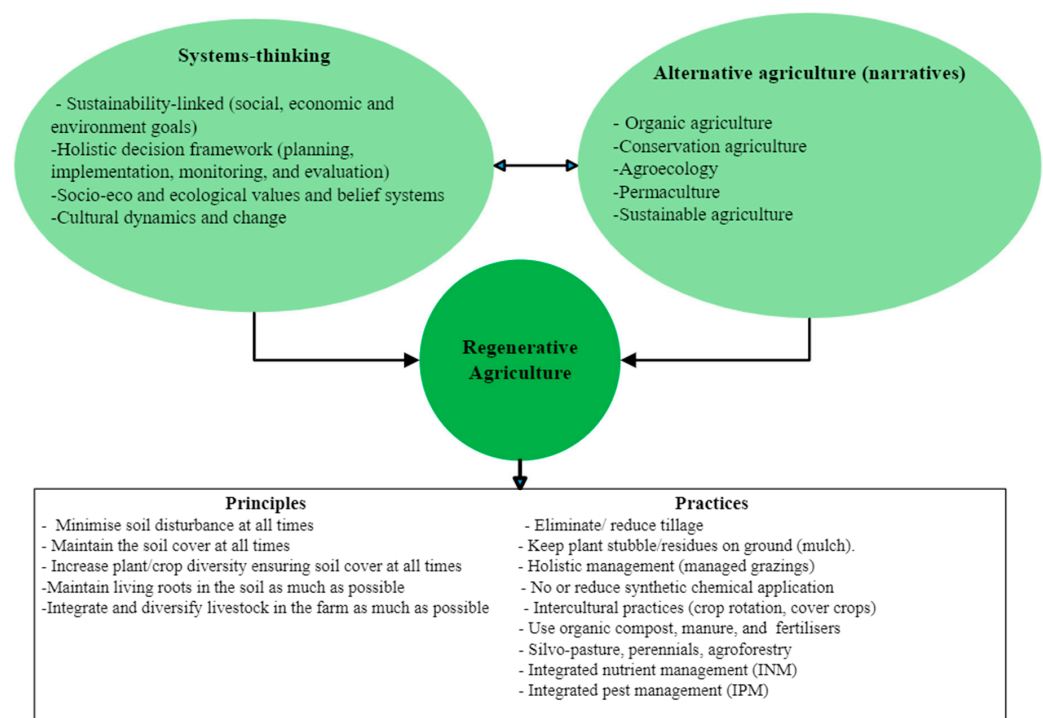 Systems-thinking
- Sustainability-linked (social, economic and
environment goals)
-Holistic decision framework (planning,
implementation, monitoring, and evaluation)
-Socio-eco and ecological values and belief systems
-Cultural dynamics and change
Alternative agriculture (narratives)
- Organic agriculture
-Conservation agriculture
-Agroecology
-Permaculture
-Sustainable agriculture
Regenerative
Agriculture
Principles
- Minimise soil disturbance at all times
- Maintain the soil cover at all times
- Increase plant/crop diversity ensuring soil cover at all times
-Maintain living roots in the soil as much as possible
-Integrate and diversify livestock in the farm as much as possible
Practices
- Eliminate/ reduce tillage
- Keep plant stubble/residues on ground (mulch).
- Holistic management (managed grazings)
- No or reduce synthetic chemical application
- Intercultural practices (crop rotation, cover crops)
- Use organic compost, manure, and fertilisers
- Silvo-pasture, perennials, agroforestry
- Integrated nutrient management (INM)
- Integrated pest management (IPM)